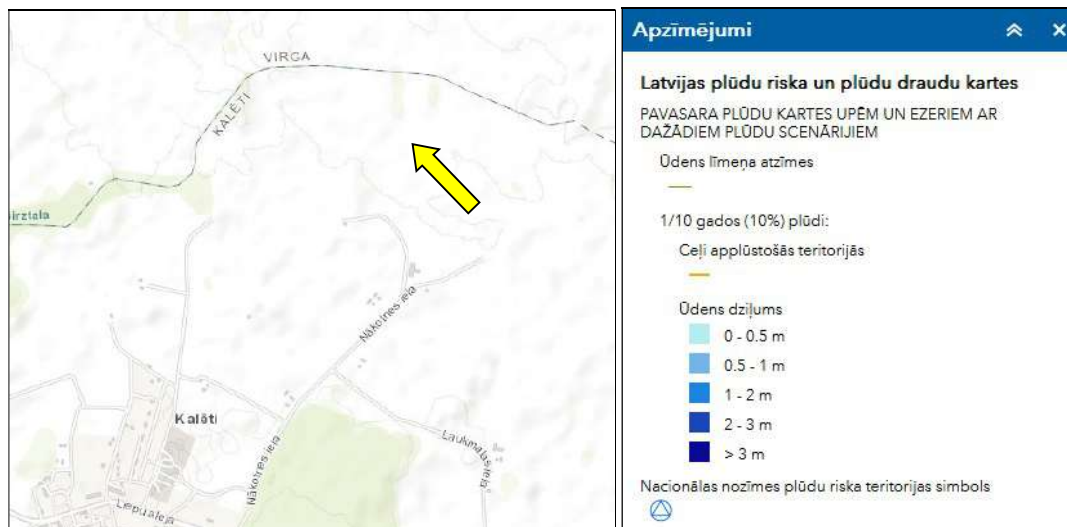 VIRGA
KALĒTI
Nākotnes iela
Kalēti
Laukmalas iela
Nākotnes iela
Liepu aleja
Apzīmējumi
Latvijas plūdu riska un plūdu draudu kartes
PAVASARA PLŪDU KARTES UPĒM UN EZERIEM AR
DAŽĀDIEM PLŪDU SCENĀRIJIEM
Ūdens līmeņa atzīmes
1/10 gados (10%) plūdi:
Ceļi applūstošās teritorijās
Ūdens dziļums
0 - 0.5 m
0.5 - 1 m
1 - 2 m
2 - 3 m
> 3 m
Nacionālas nozīmes plūdu riska teritorijas simbols